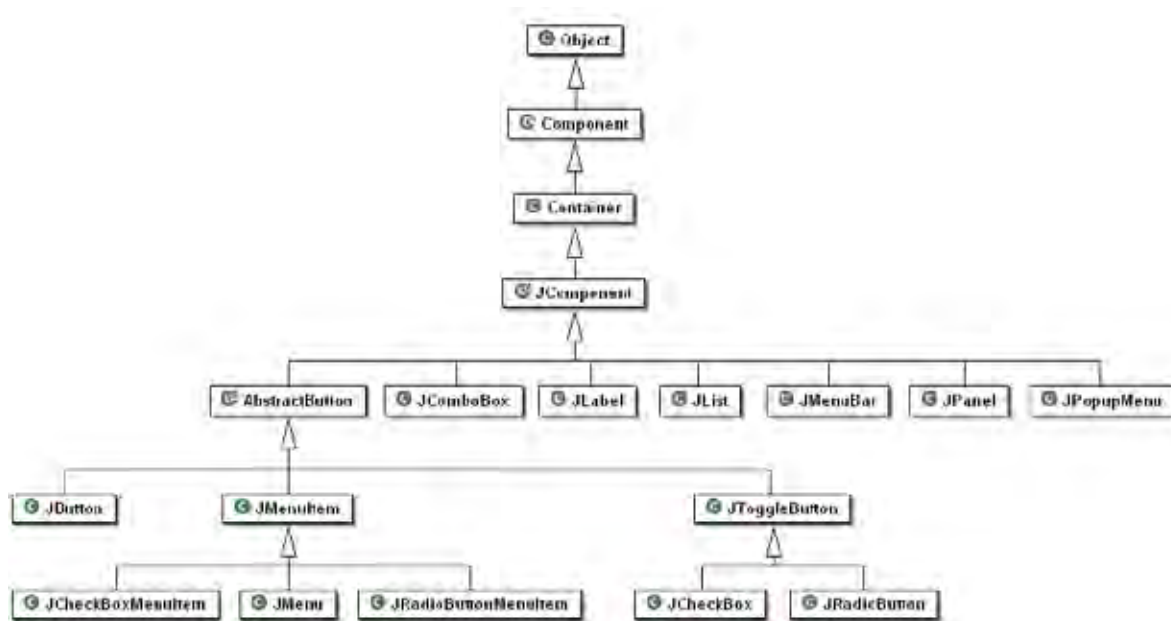 Object
Component
Container
JComponent
AbstractButton JComboBox JLabel JList JMenuBar JPanel JPopupMenu
JButton JMenuItem JToggleButton
JCheckBoxMenuItem JMenu JRadioButtonMenuItem JCheckBox JRadioButton